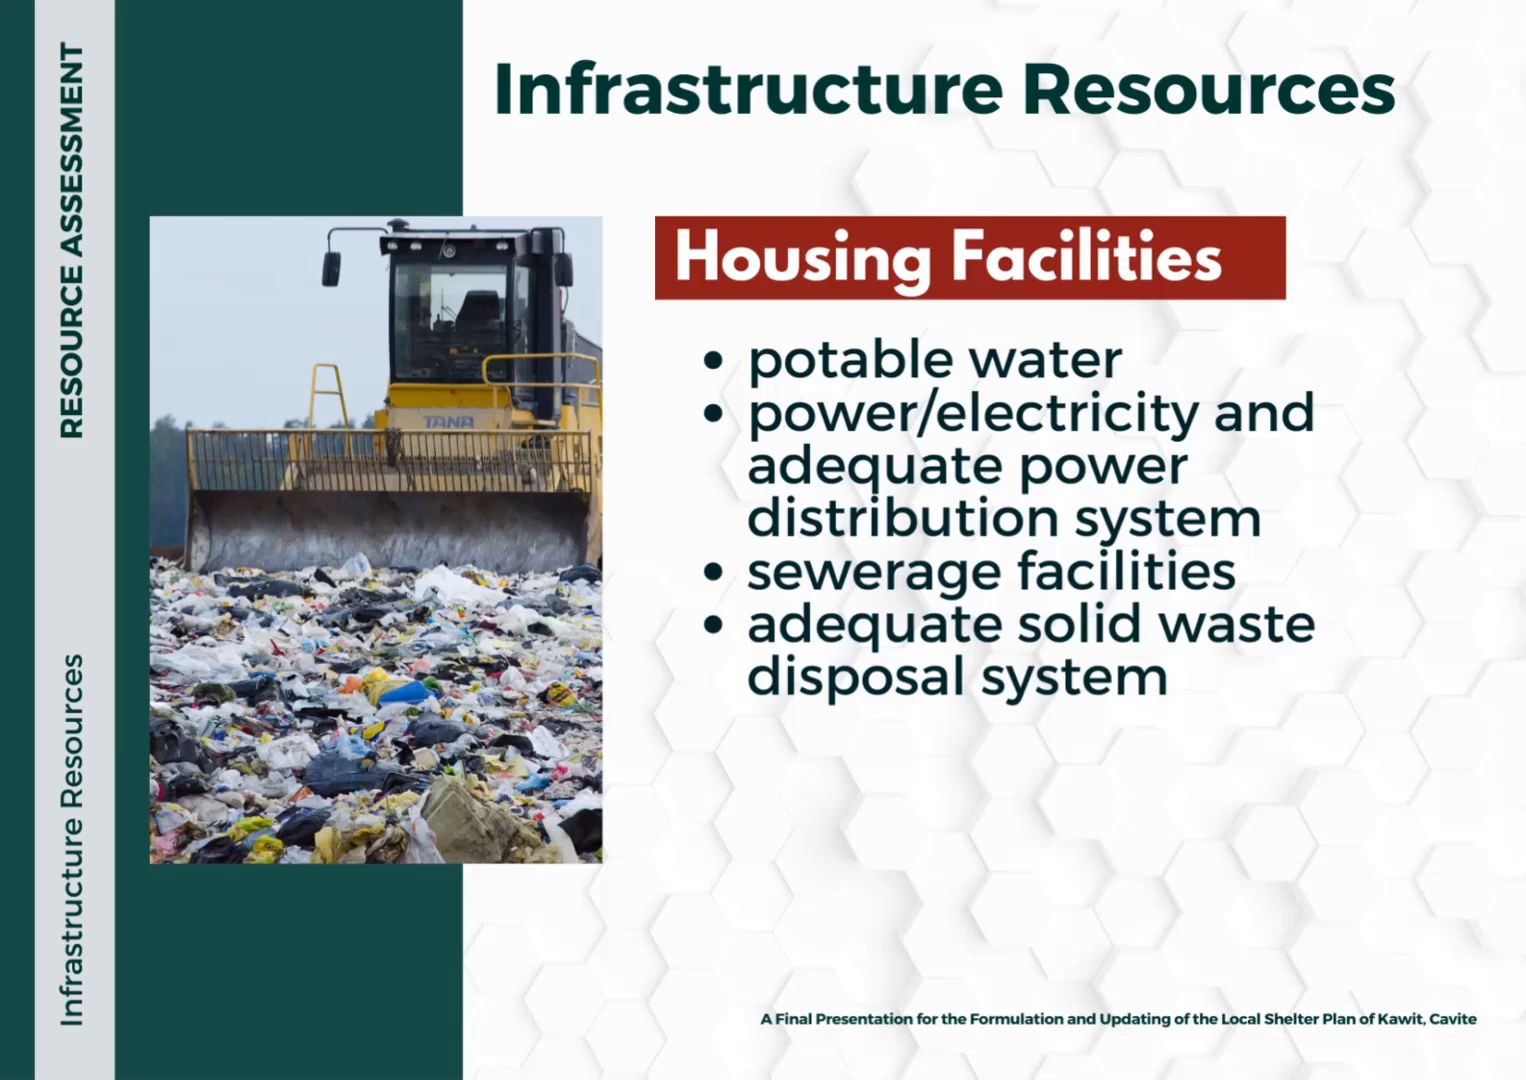 RESOURCE ASSESSMENT
Infrastructure Resources
Infrastructure Resources
TANA
Housing Facilities
• potable water
• power/electricity and
adequate power
distribution system
• sewerage facilities
• adequate solid waste
disposal system
A Final Presentation for the Formulation and Updating of the Local Shelter Plan of Kawit, Cavite